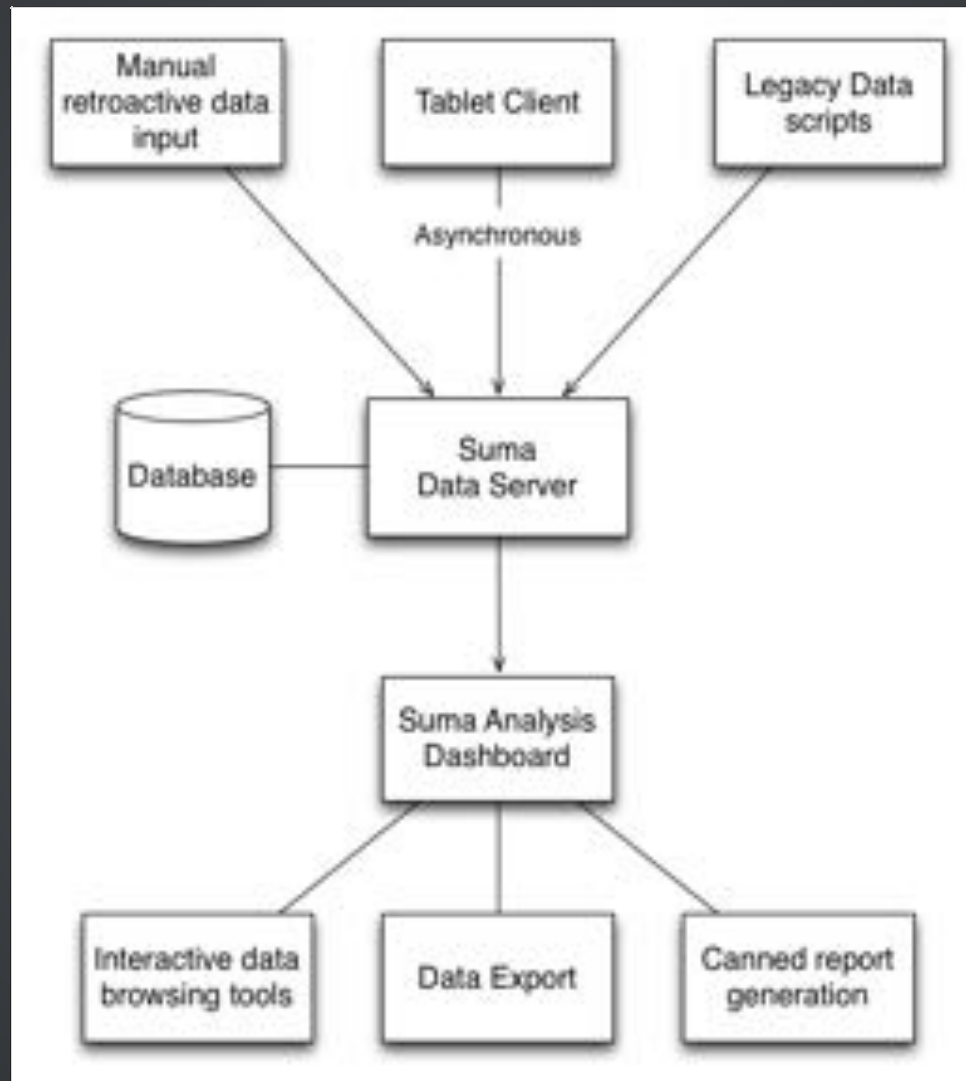 Manual
retroactive data
input
Tablet Client
Legacy Data
scripts
Asynchronous
Database
Suma
Data Server
Suma Analysis
Dashboard
Interactive data
browsing tools
Data Export
Canned report
generation